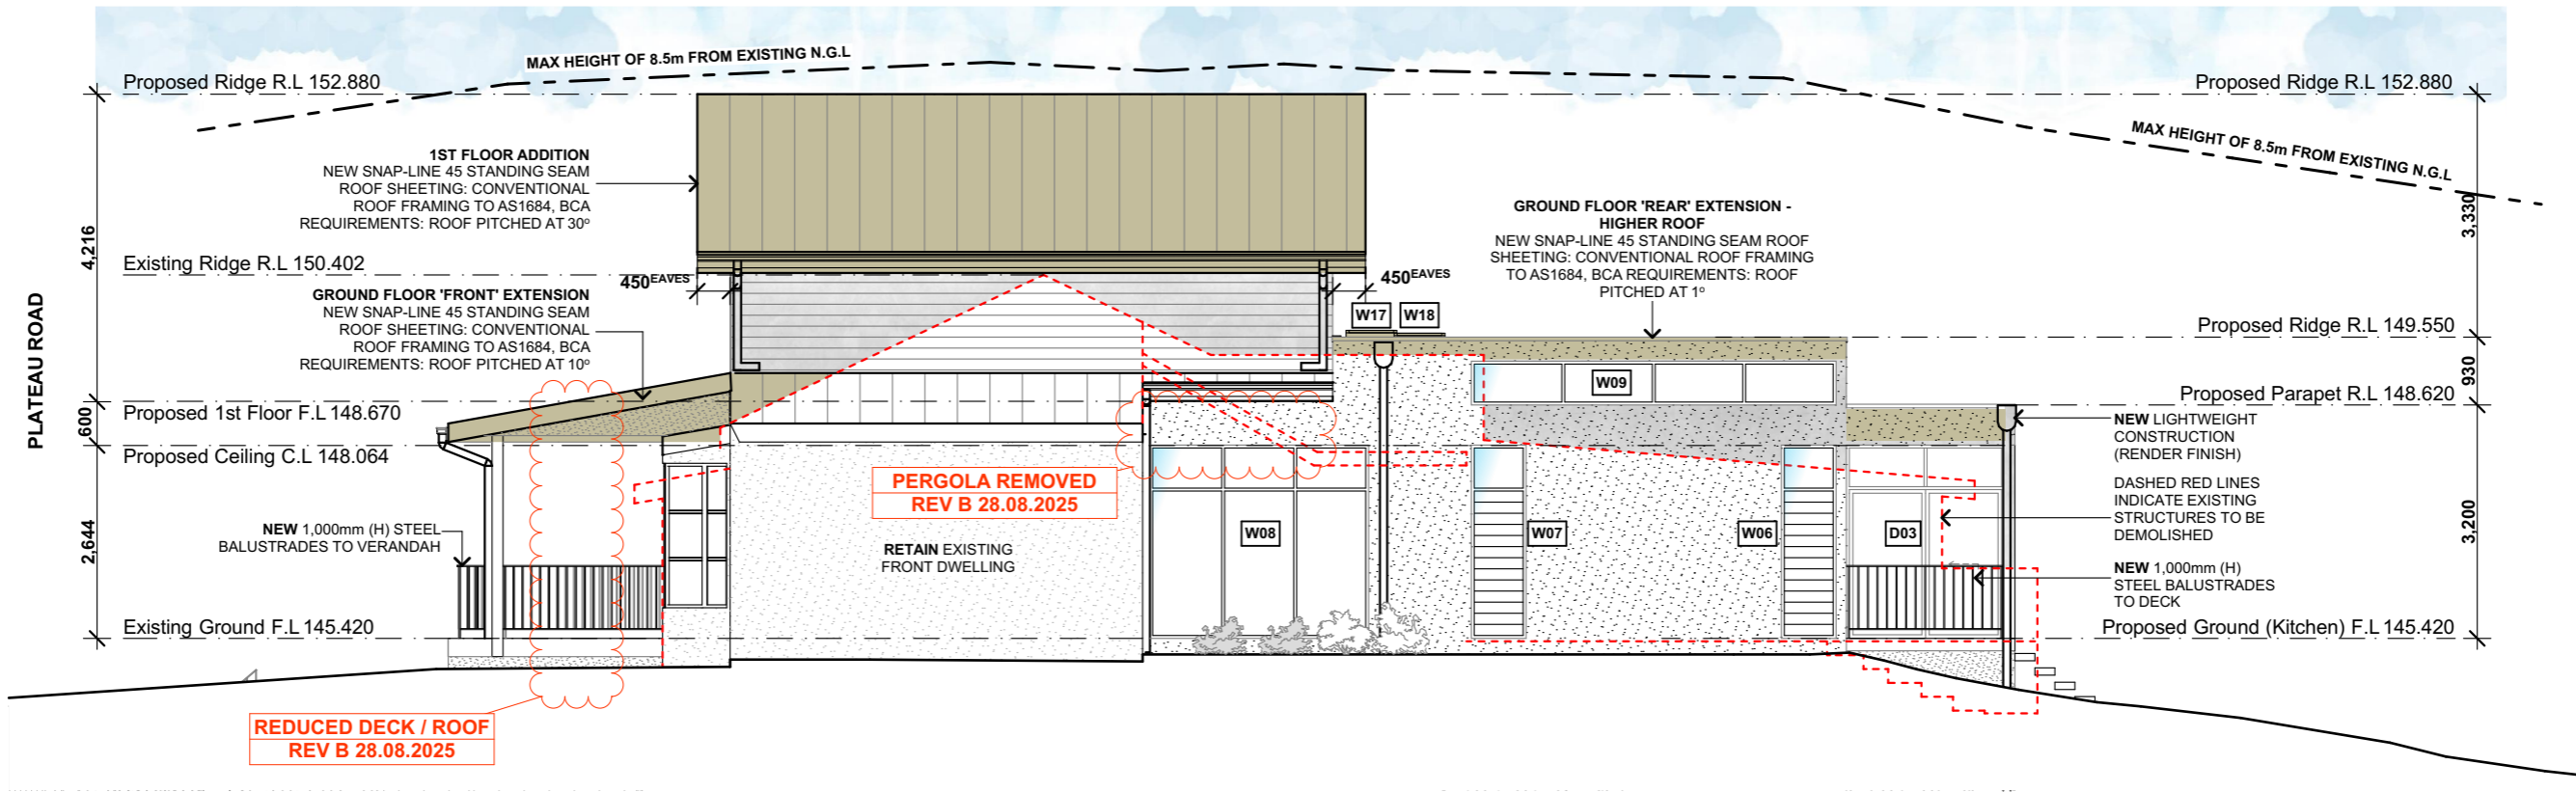 MAX HEIGHT OF 8.5m FROM EXISTING N.G.L
Proposed Ridge R.L 152.880
Proposed Ridge R.L 152.880
MAX HEIGHT OF 8.5m FROM EXISTING N.G.L
1ST FLOOR ADDITION
NEW SNAP-LINE 45 STANDING SEAM
ROOF SHEETING: CONVENTIONAL
ROOF FRAMING TO AS1684, BCA
REQUIREMENTS: ROOF PITCHED AT 30º
4,216
3,330
GROUND FLOOR 'REAR' EXTENSION -
HIGHER ROOF
NEW SNAP-LINE 45 STANDING SEAM ROOF
SHEETING: CONVENTIONAL ROOF FRAMING
TO AS1684, BCA REQUIREMENTS: ROOF
PITCHED AT 1º
Existing Ridge R.L 150.402
450 EAVES
450 EAVES
GROUND FLOOR 'FRONT' EXTENSION
NEW SNAP-LINE 45 STANDING SEAM
ROOF SHEETING: CONVENTIONAL
ROOF FRAMING TO AS1684, BCA
REQUIREMENTS: ROOF PITCHED AT 10º
W17
W18
Proposed Ridge R.L 149.550
PLATEAU ROAD
930
W09
Proposed Parapet R.L 148.620
Proposed 1st Floor F.L 148.670
600
Proposed Ceiling C.L 148.064
NEW LIGHTWEIGHT
CONSTRUCTION
(RENDER FINISH)
PERGOLA REMOVED
REV B 28.08.2025
DASHED RED LINES
INDICATE EXISTING
STRUCTURES TO BE
DEMOLISHED
2,644
3,200
NEW 1,000mm (H) STEEL
BALUSTRADES TO VERANDAH
RETAIN EXISTING
FRONT DWELLING
W08
W07
W06
D03
NEW 1,000mm (H)
STEEL BALUSTRADES
TO DECK
Existing Ground F.L 145.420
Proposed Ground (Kitchen) F.L 145.420
REDUCED DECK / ROOF
REV B 28.08.2025